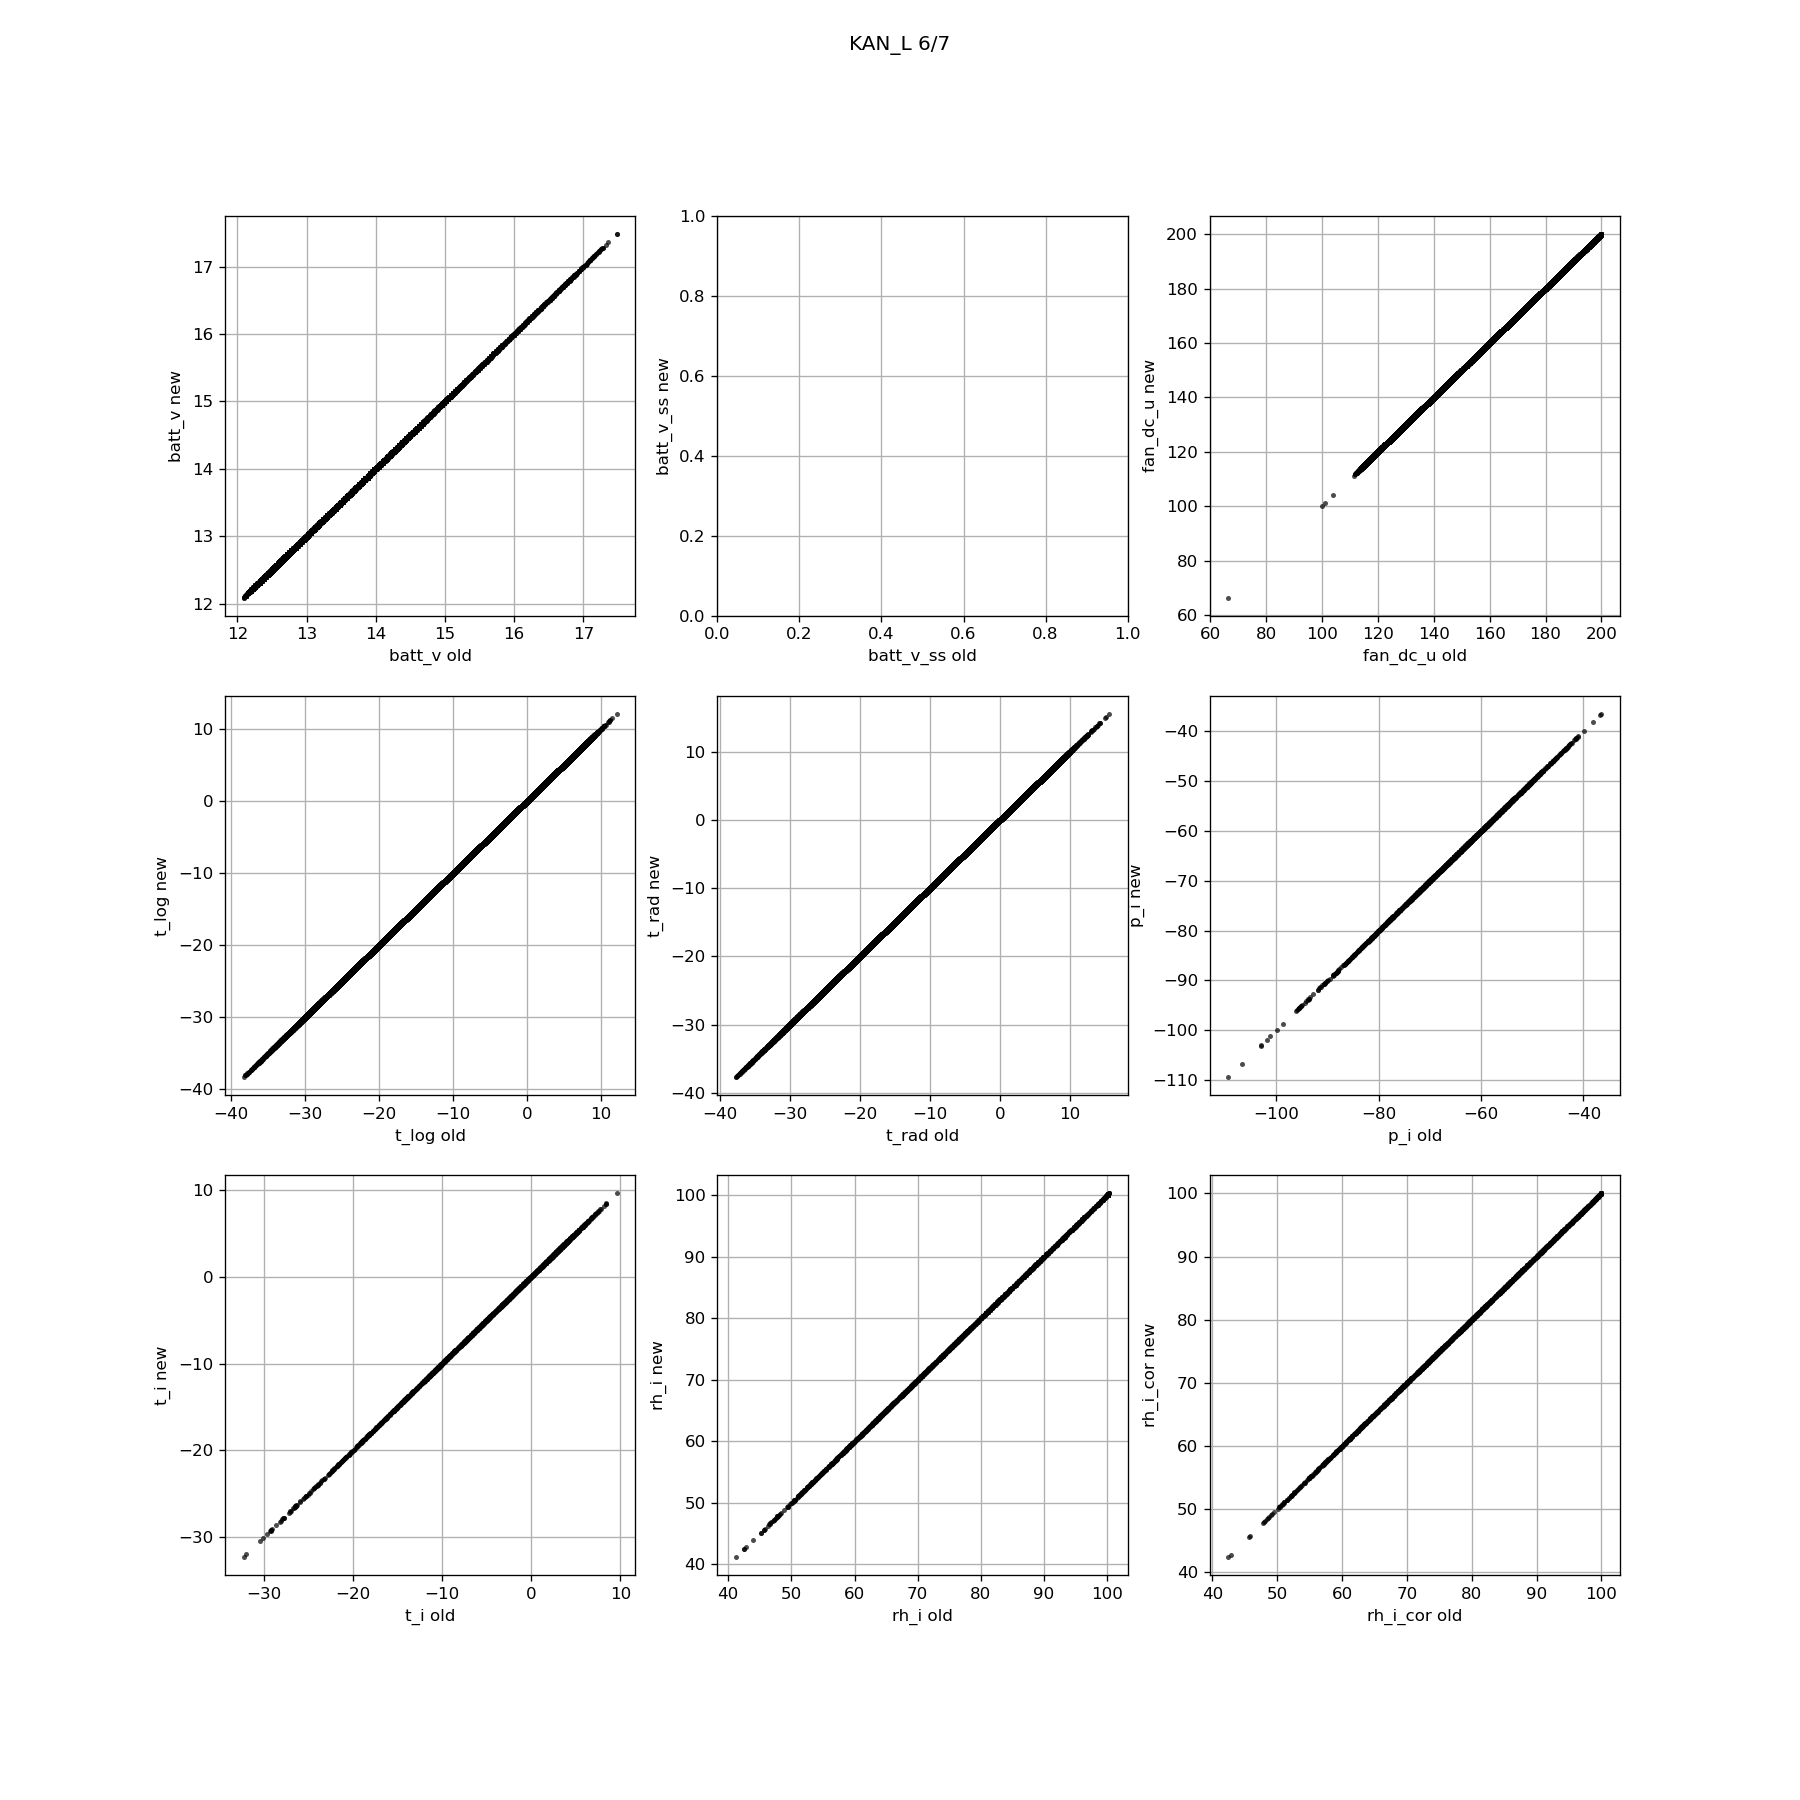 KAN_L 6/7
batt_v new
17
16
15
14
13
12
12 13 14 15 16 17
batt_v old
batt_v_ss new
1.0
0.8
0.6
0.4
0.2
0.0
0.0 0.2 0.4 0.6 0.8 1.0
batt_v_ss old
fan_dc_u new
200
180
160
140
120
100
80
60
60 80 100 120 140 160 180 200
fan_dc_u old
t_log new
10
0
−10
−20
−30
−40
−40 −30 −20 −10 0 10
t_log old
t_rad new
10
0
−10
−20
−30
−40
−40 −30 −20 −10 0 10
t_rad old
p_i new
−40
−50
−60
−70
−80
−90
−100
−110
−100 −80 −60 −40
p_i old
t_i new
10
0
−10
−20
−30
−30 −20 −10 0 10
t_i old
rh_i new
100
90
80
70
60
50
40
40 50 60 70 80 90 100
rh_i old
rh_i_cor new
100
90
80
70
60
50
40
40 50 60 70 80 90 100
rh_i_cor old